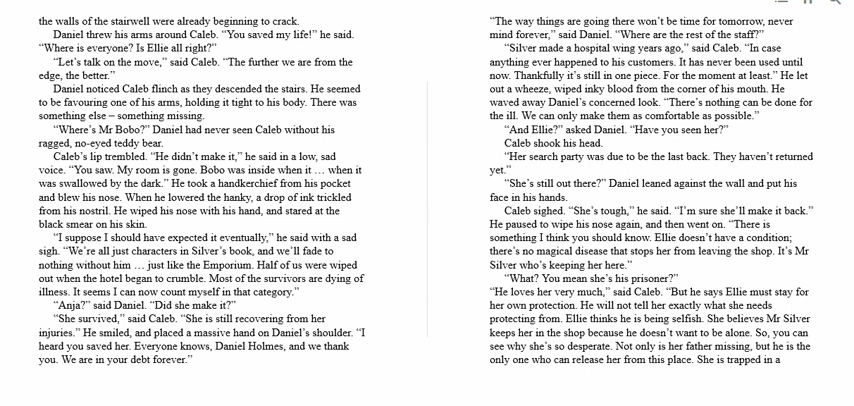 the walls of the stairwell were already beginning to crack.
Daniel threw his arms around Caleb. “You saved my life!” he said.
“Where is everyone? Is Ellie all right?”
“Let’s talk on the move,” said Caleb. “The further we are from the
edge, the better.”
Daniel noticed Caleb flinch as they descended the stairs. He seemed
to be favouring one of his arms, holding it tight to his body. There was
something else – something missing.
“Where’s Mr Bobo?” Daniel had never seen Caleb without his
ragged, no-eyed teddy bear.
Caleb’s lip trembled. “He didn’t make it,” he said in a low, sad
voice. “You saw. My room is gone. Bobo was inside when it … when it
was swallowed by the dark.” He took a handkerchief from his pocket
and blew his nose. When he lowered the hanky, a drop of ink trickled
from his nostril. He wiped his nose with his hand, and stared at the
black smear on his skin.
“I suppose I should have expected it eventually,” he said with a sad
sigh. “We’re all just characters in Silver’s book, and we’ll fade to
nothing without him … just like the Emporium. Half of us were wiped
out when the hotel began to crumble. Most of the survivors are dying of
illness. It seems I can now count myself in that category.”
“Anja?” said Daniel. “Did she make it?”
“She survived,” said Caleb. “She is still recovering from her
injuries.” He smiled, and placed a massive hand on Daniel’s shoulder. “I
heard you saved her. Everyone knows, Daniel Holmes, and we thank
you. We are in your debt forever.”
“The way things are going there won’t be time for tomorrow, never
mind forever,” said Daniel. “Where are the rest of the staff?”
“Silver made a hospital wing years ago,” said Caleb. “In case
anything ever happened to his customers. It has never been used until
now. Thankfully it’s still in one piece. For the moment at least.” He let
out a wheeze, wiped inky blood from the corner of his mouth. He
waved away Daniel’s concerned look. “There’s nothing can be done for
the ill. We can only make them as comfortable as possible.”
“And Ellie?” asked Daniel. “Have you seen her?”
Caleb shook his head.
“Her search party was due to be the last back. They haven’t returned
yet.”
“She’s still out there?” Daniel leaned against the wall and put his
face in his hands.
Caleb sighed. “She’s tough,” he said. “I’m sure she’ll make it back.”
He paused to wipe his nose again, and then went on. “There is
something I think you should know. Ellie doesn’t have a condition;
there’s no magical disease that stops her from leaving the shop. It’s Mr
Silver who’s keeping her here.”
“What? You mean she’s his prisoner?”
“He loves her very much,” said Caleb. “But he says Ellie must stay for
her own protection. He will not tell her exactly what she needs
protecting from. Ellie thinks he is being selfish. She believes Mr Silver
keeps her in the shop because he doesn’t want to be alone. So, you can
see why she’s so desperate. Not only is her father missing, but he is the
only one who can release her from this place. She is trapped in a